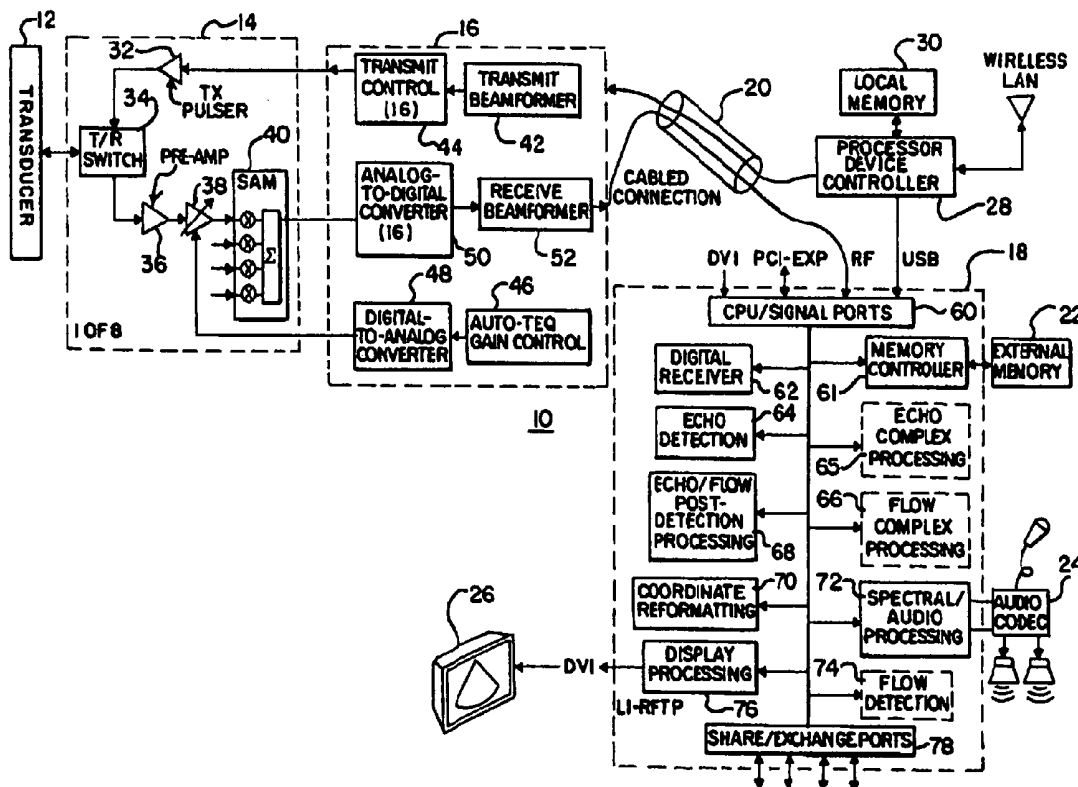 12
14
16
20
30
32
34
TRANSDUCER
TX
PULSER
T/R
SWITCH
PRE-AMP
36
38
40
SAM
Σ
1 OF 8
TRANSMIT
CONTROL
(16)
44
TRANSMIT
BEAMFORMER
42
ANALOG-
TO-DIGITAL
CONVERTER
(16)
50
RECEIVE
BEAMFORMER
52
48
DIGITAL-
TO-ANALOG
CONVERTER
46
AUTO-TEQ
GAIN CONTROL
CABLED
CONNECTION
LOCAL
MEMORY
WIRELESS
LAN
PROCESSOR
DEVICE
CONTROLLER
28
DVI
PCI-EXP
RF
USB
18
CPU/SIGNAL PORTS
60
22
DIGITAL
RECEIVER
62
MEMORY
CONTROLLER
61
EXTERNAL
MEMORY
10
64
ECHO
DETECTION
ECHO
COMPLEX
PROCESSING
65
ECHO/FLOW
POST-
DETECTION
PROCESSING
68
66
FLOW
COMPLEX
PROCESSING
70
COORDINATE
REFORMATTING
72
SPECTRAL/
AUDIO
PROCESSING
24
AUDIO
CODEC
26
DVI
DISPLAY
PROCESSING
76
74
FLOW
DETECTION
LI-RFTP
SHARE/EXCHANGE PORTS
78